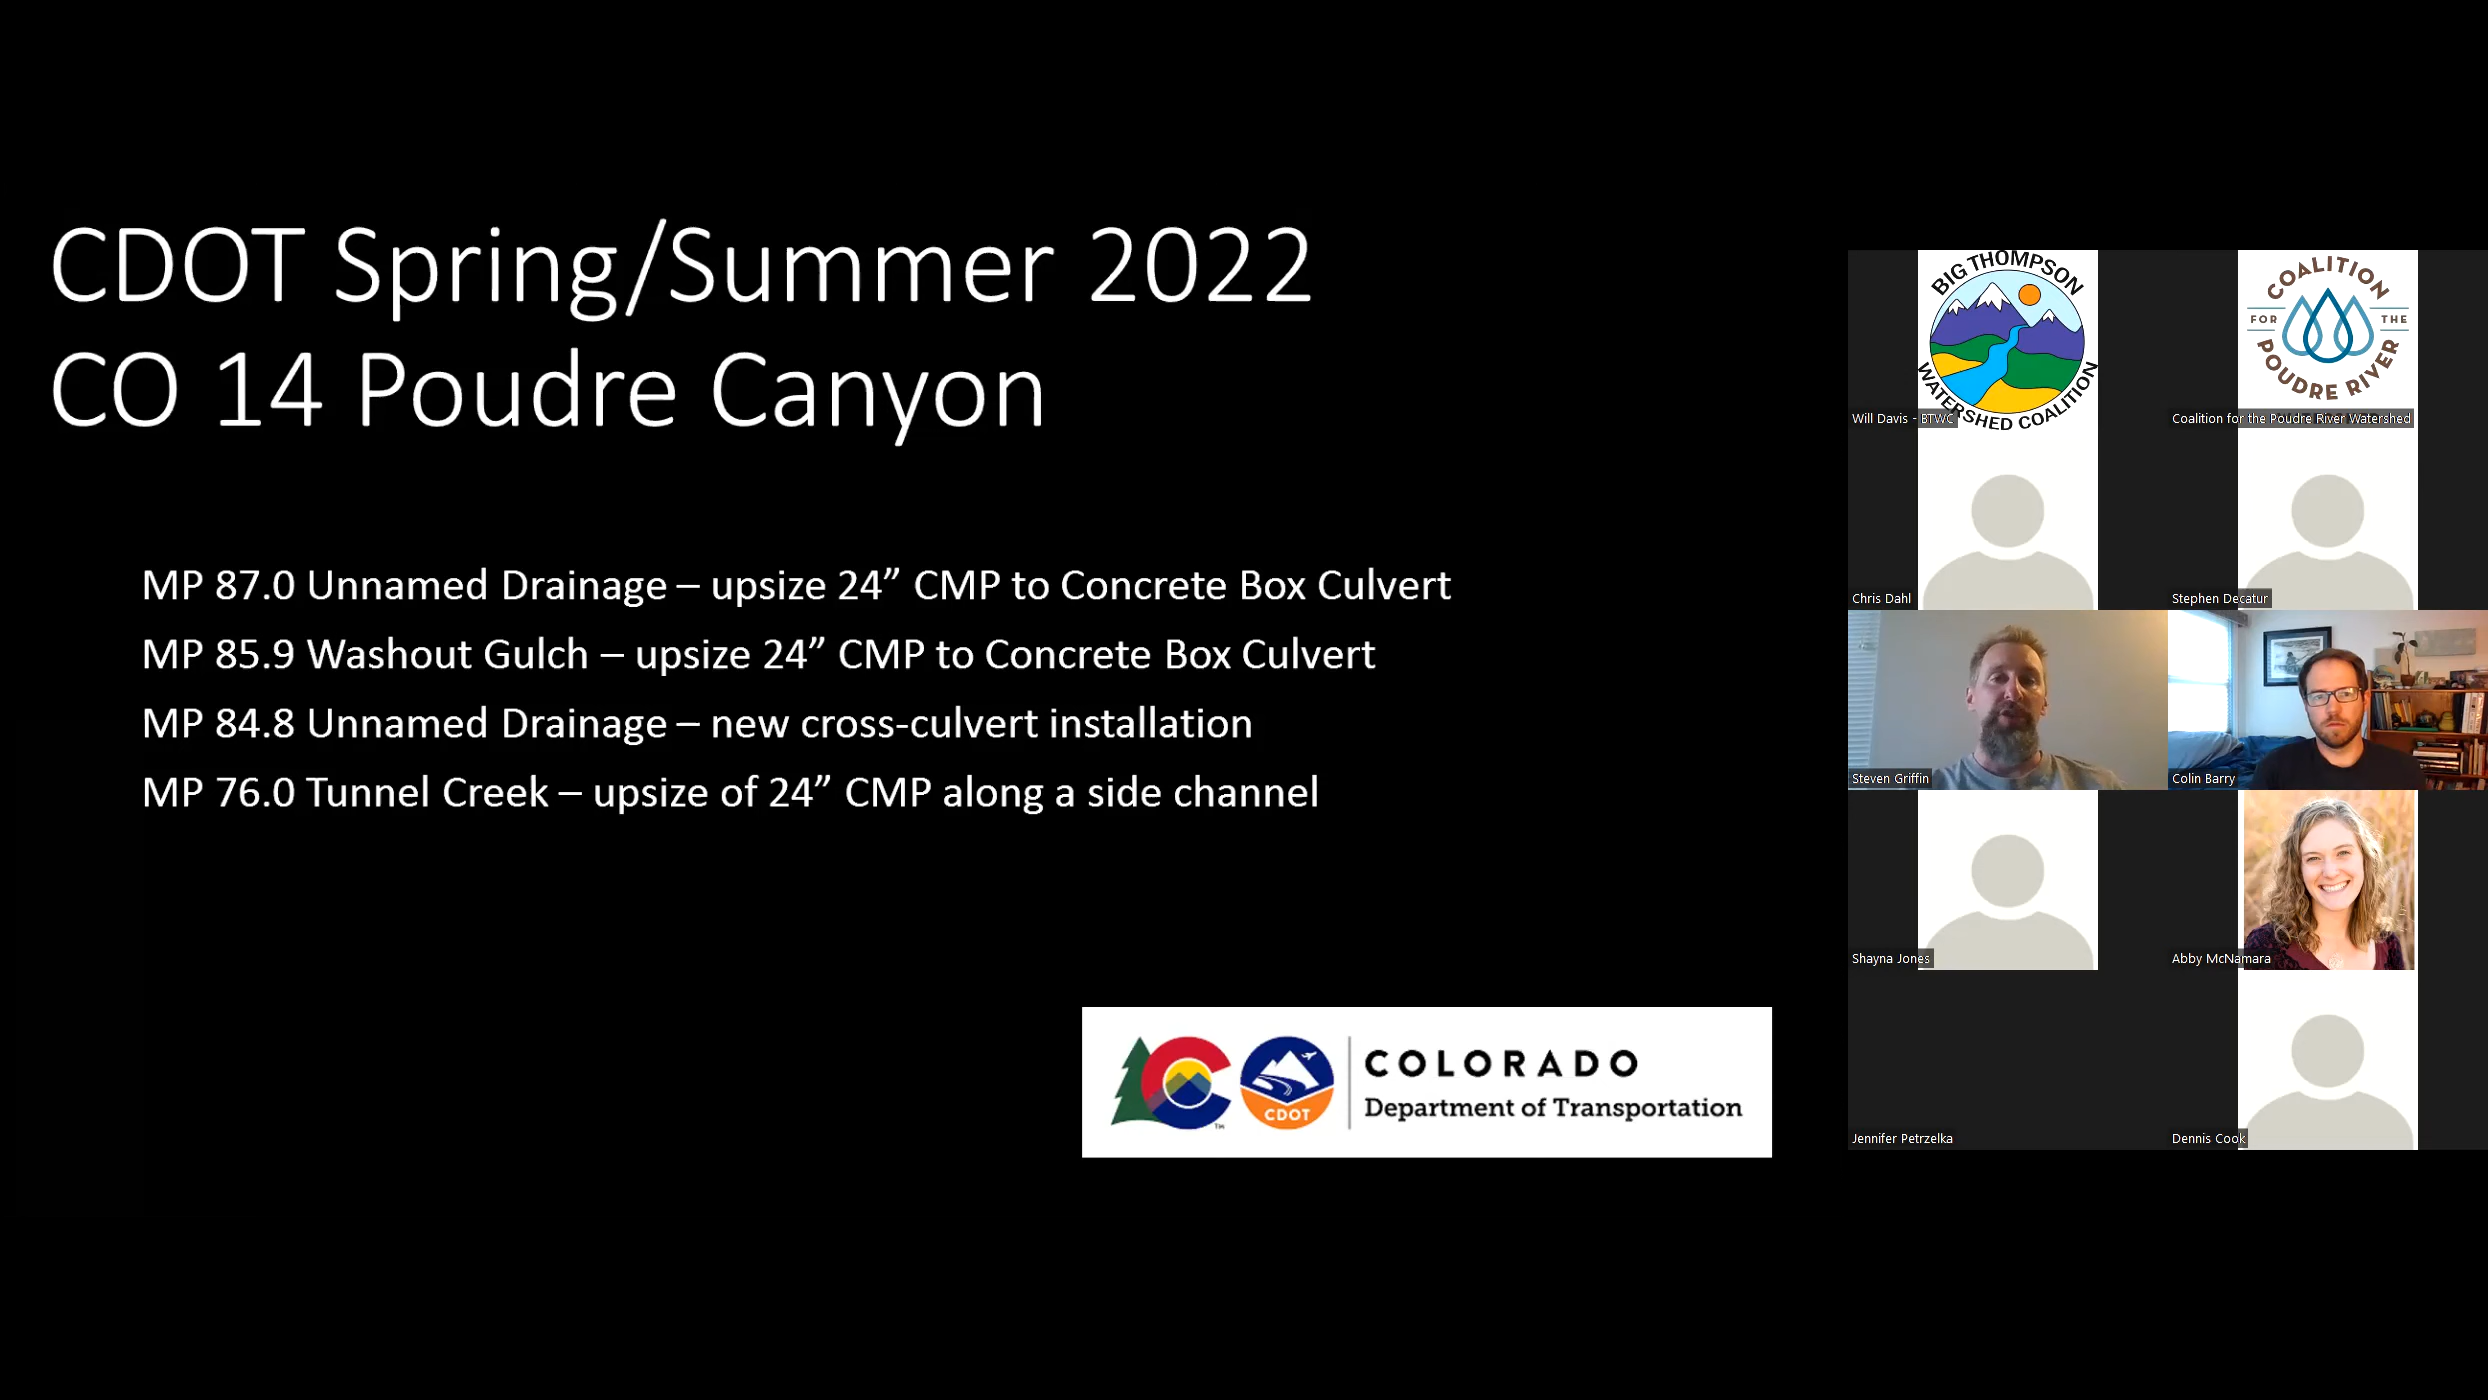 CDOT Spring/Summer 2022
CO 14 Poudre Canyon
MP 87.0 Unnamed Drainage – upsize 24” CMP to Concrete Box Culvert
MP 85.9 Washout Gulch – upsize 24” CMP to Concrete Box Culvert
MP 84.8 Unnamed Drainage – new cross-culvert installation
MP 76.0 Tunnel Creek – upsize of 24” CMP along a side channel
CDOT
TM
COLORADO
Department of Transportation
BIG THOMPSON
WATERSHED COALITION
Will Davis - BTWC
COALITION
FOR THE
POUDRE RIVER
Coalition for the Poudre River Watershed
Chris Dahl
Stephen Decatur
Steven Griffin
Colin Barry
Shayna Jones
Abby McNamara
Jennifer Petrzelka
Dennis Cook